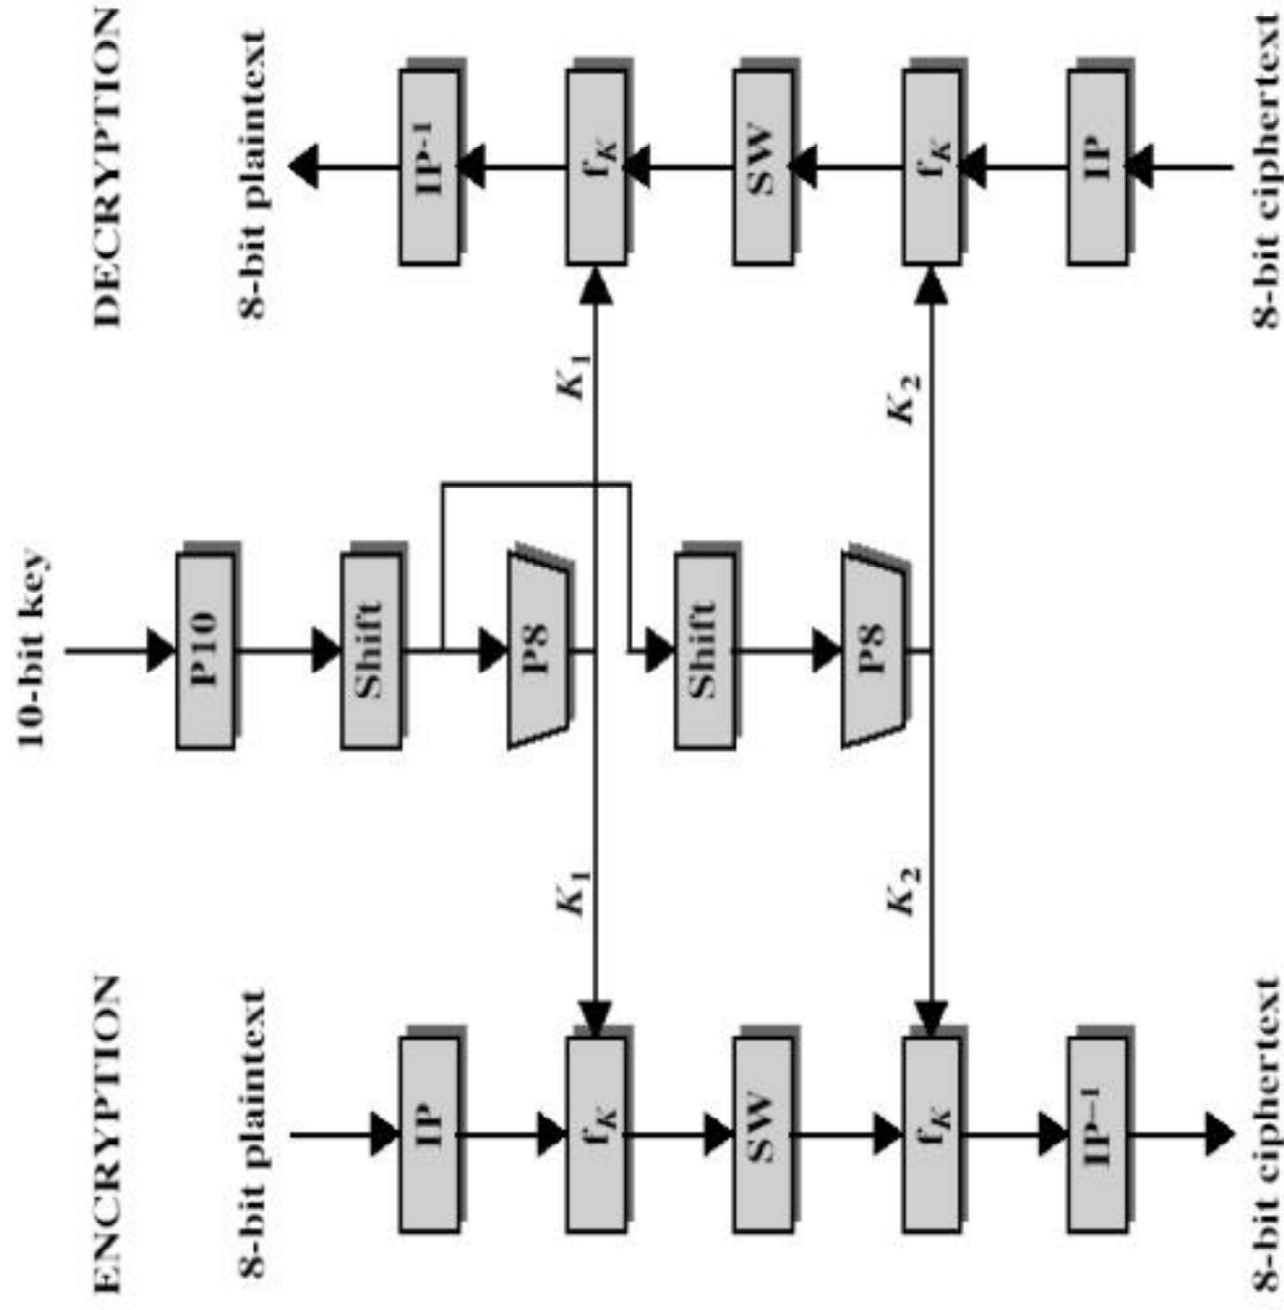 10-bit key
ENCRYPTION
DECRYPTION
8-bit plaintext
8-bit plaintext
P10
Shift
IP
IP-1
P8
fK
K1
K1
fK
SW
Shift
SW
fK
K2
P8
K2
fK
IP–1
IP
8-bit ciphertext
8-bit ciphertext